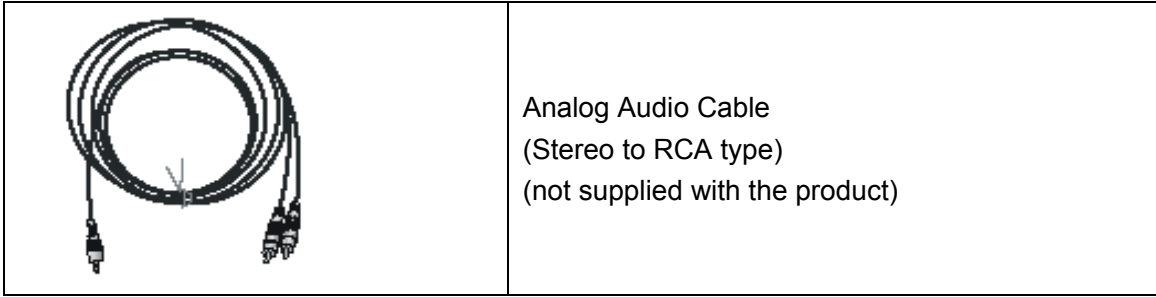 Analog Audio Cable
(Stereo to RCA type)
(not supplied with the product)